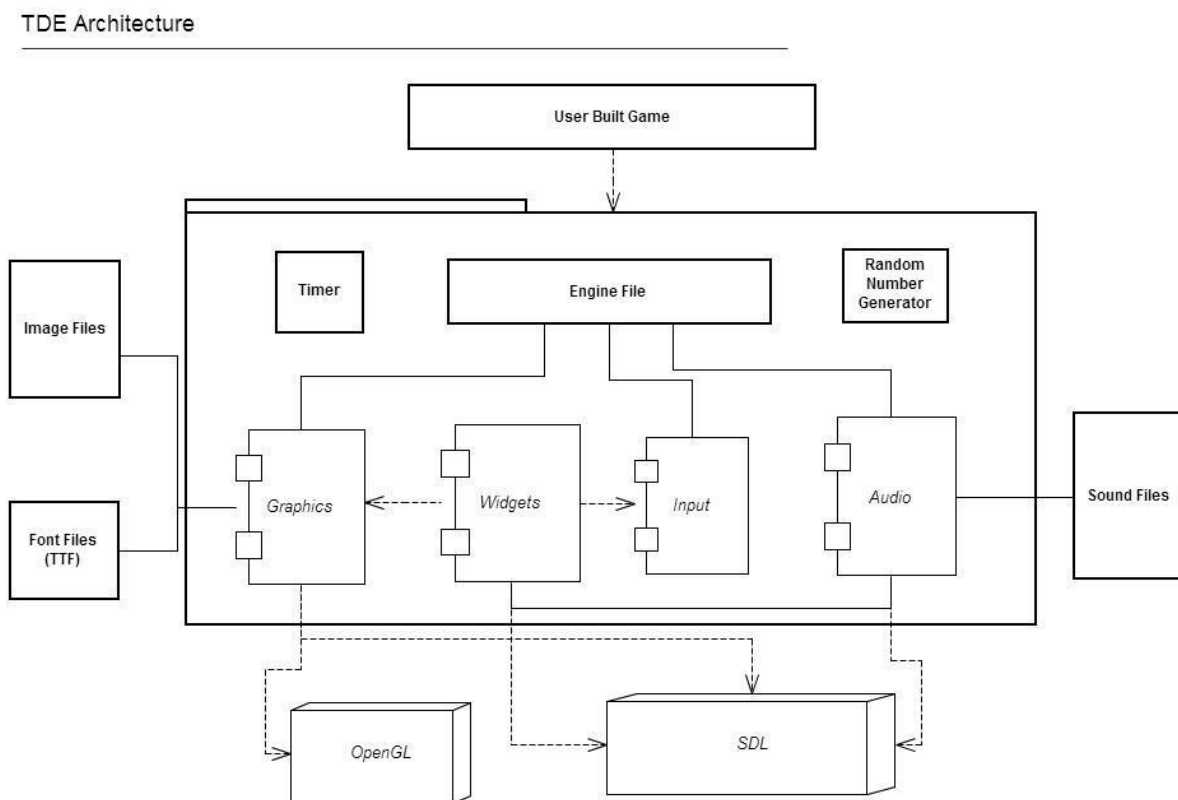 TDE Architecture
User Built Game
Timer
Engine File
Random
Number
Generator
Image Files
Graphics
Widgets
Input
Audio
Sound Files
Font Files
(TTF)
OpenGL
SDL